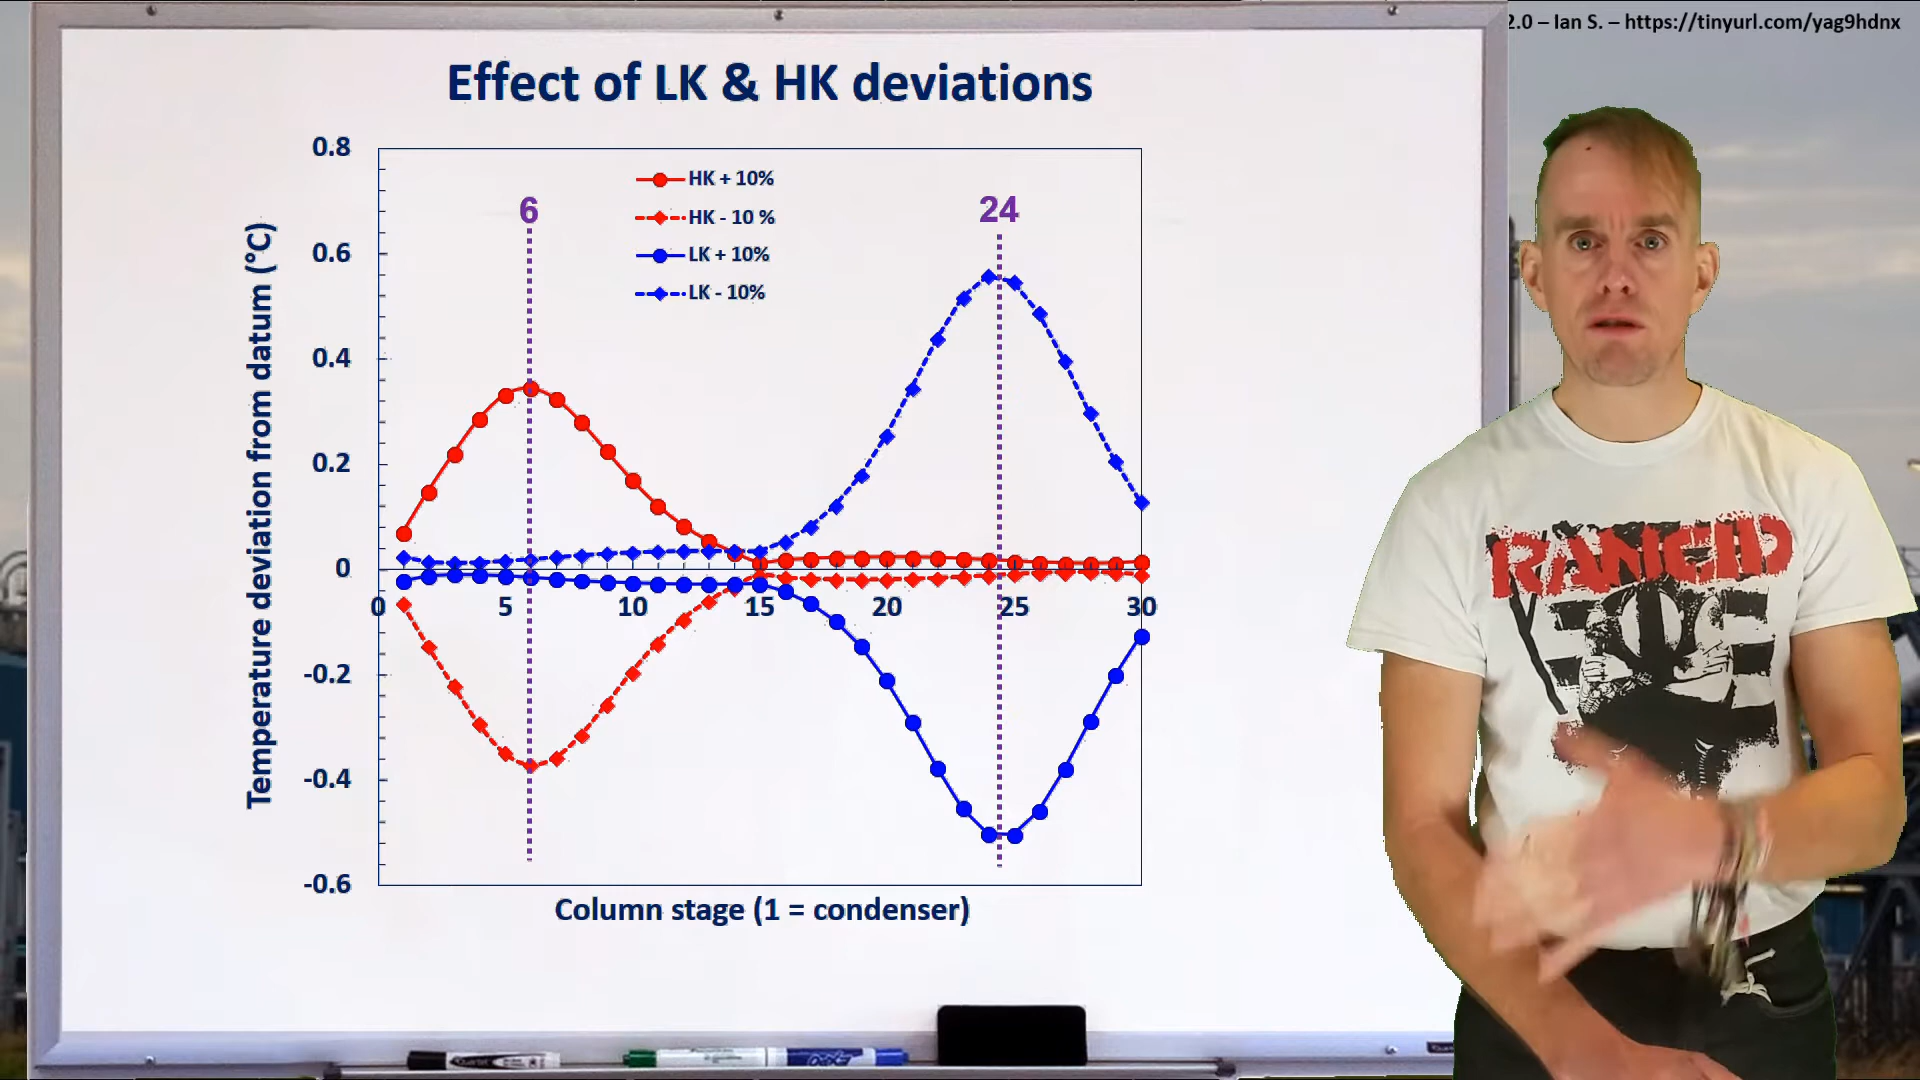 2.0 – Ian S. – https://tinyurl.com/yag9hdnx
Effect of LK & HK deviations
Temperature deviation from datum (°C)
0.8
0.6
0.4
0.2
0
-0.2
-0.4
-0.6
6
24
HK + 10%
HK - 10 %
LK + 10%
LK - 10%
0 5 10 15 20 25 30
Column stage (1 = condenser)
RANCID